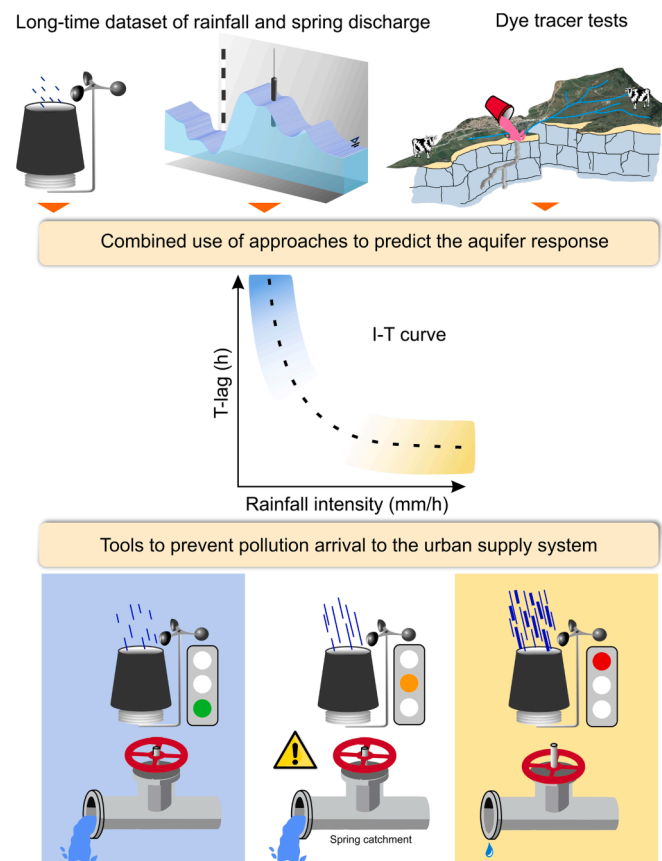 Long-time dataset of rainfall and spring discharge
Dye tracer tests
Combined use of approaches to predict the aquifer response
I-T curve
T-lag (h)
Rainfall intensity (mm/h)
Tools to prevent pollution arrival to the urban supply system
Spring catchment